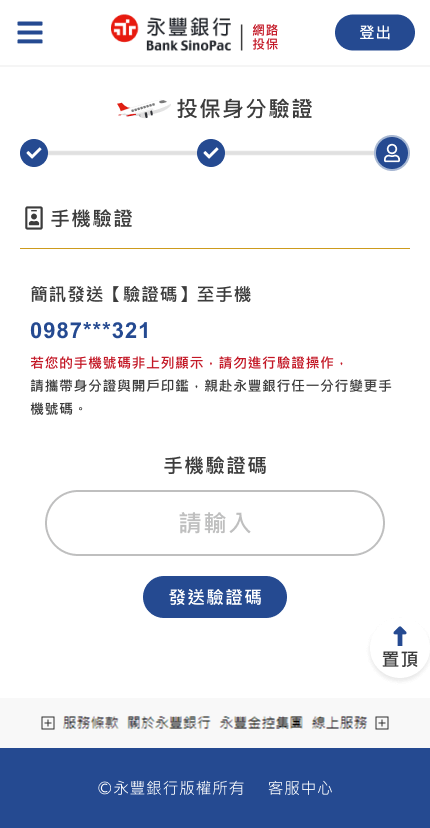 永豐銀行
Bank SinoPac
網路
投保
登出
投保身分驗證
手機驗證
簡訊發送【驗證碼】至手機
0987***321
若您的手機號碼非上列顯示，請勿進行驗證操作，
請攜帶身分證與開戶印鑑，親赴永豐銀行任一分行變更手
機號碼。
手機驗證碼
請輸入
發送驗證碼
置頂
服務條款 關於永豐銀行 永豐金控集團 線上服務
©永豐銀行版權所有 客服中心